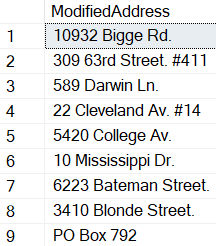 ModifiedAddress
1 10932 Bigge Rd.
2 309 63rd Street. #411
3 589 Darwin Ln.
4 22 Cleveland Av. #14
5 5420 College Av.
6 10 Mississippi Dr.
7 6223 Bateman Street.
8 3410 Blonde Street.
9 PO Box 792